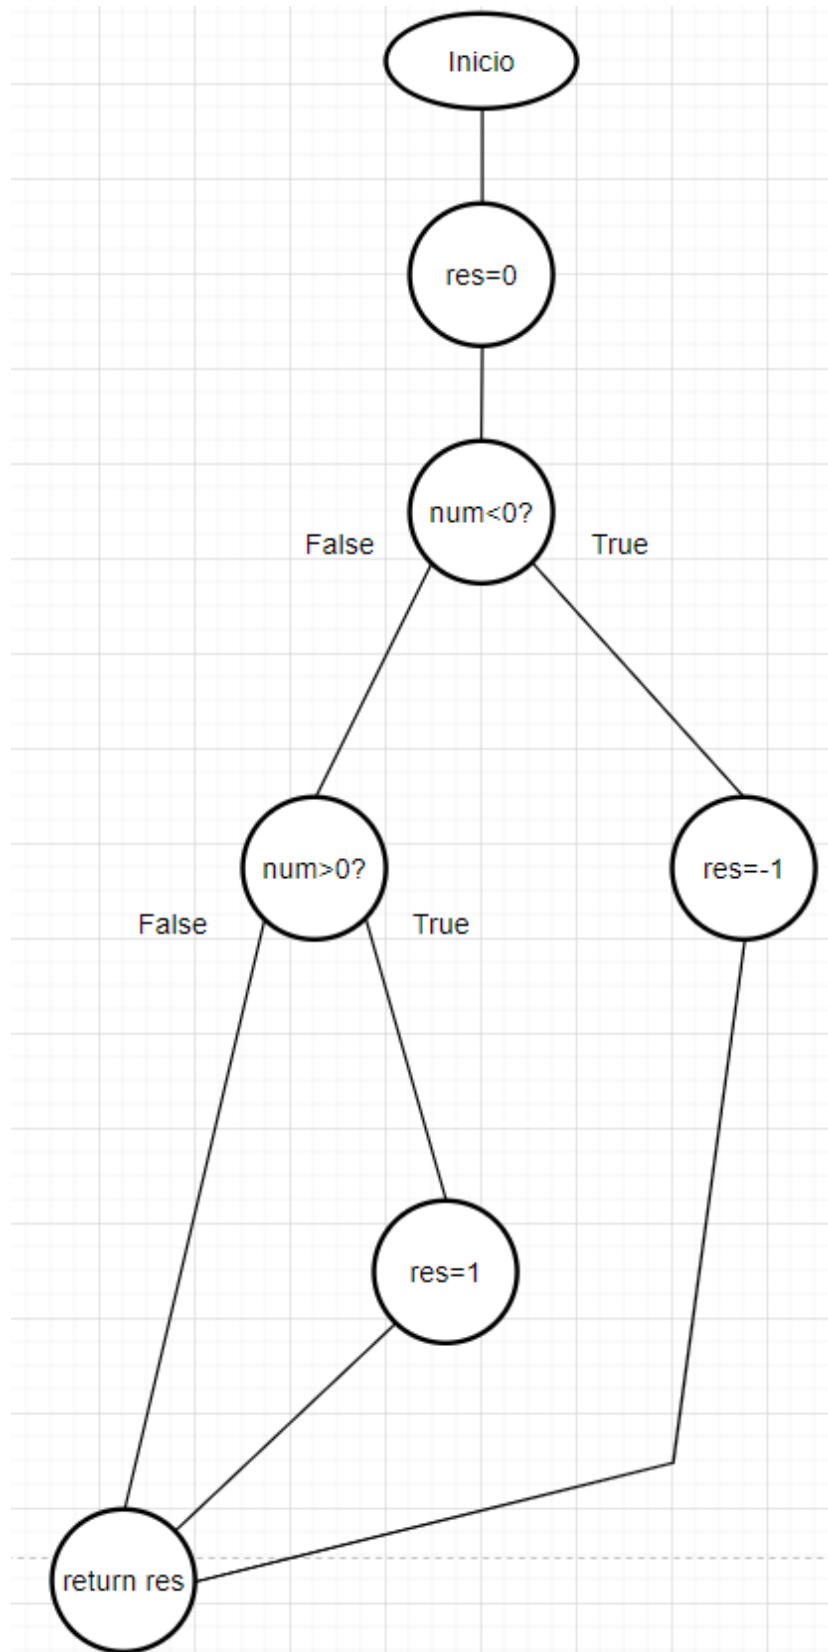 Inicio
res=0
num<0?
False
True
num>0?
res=-1
False
True
res=1
return res